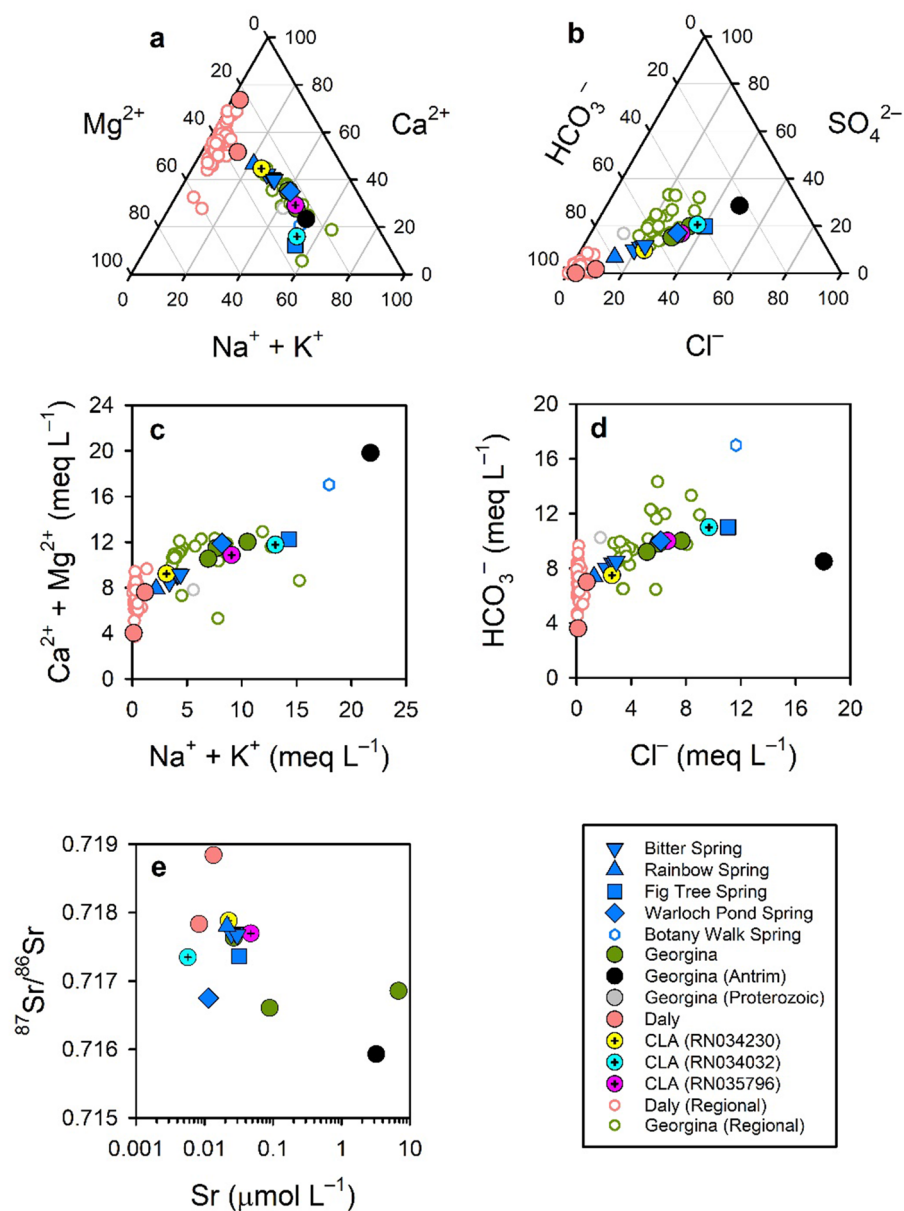 a
0
100
20
80
Mg²⁺
40
60
Ca²⁺
60
40
80
20
100
0
0
20
40
60
80
100
Na⁺ + K⁺
b
0
100
20
80
HCO₃⁻
40
60
SO₄²⁻
60
40
80
20
100
0
0
20
40
60
80
100
Cl⁻
c
24
20
16
12
8
4
0
Ca²⁺ + Mg²⁺ (meq L⁻¹)
0 5 10 15 20 25
Na⁺ + K⁺ (meq L⁻¹)
d
20
16
12
8
4
0
HCO₃⁻ (meq L⁻¹)
0 4 8 12 16 20
Cl⁻ (meq L⁻¹)
e
0.719
0.718
0.717
0.716
0.715
⁸⁷Sr/⁸⁶Sr
0.001 0.01 0.1 1 10
Sr (μmol L⁻¹)
Bitter Spring
Rainbow Spring
Fig Tree Spring
Warloch Pond Spring
Botany Walk Spring
Georgina
Georgina (Antrim)
Georgina (Proterozoic)
Daly
CLA (RN034230)
CLA (RN034032)
CLA (RN035796)
Daly (Regional)
Georgina (Regional)